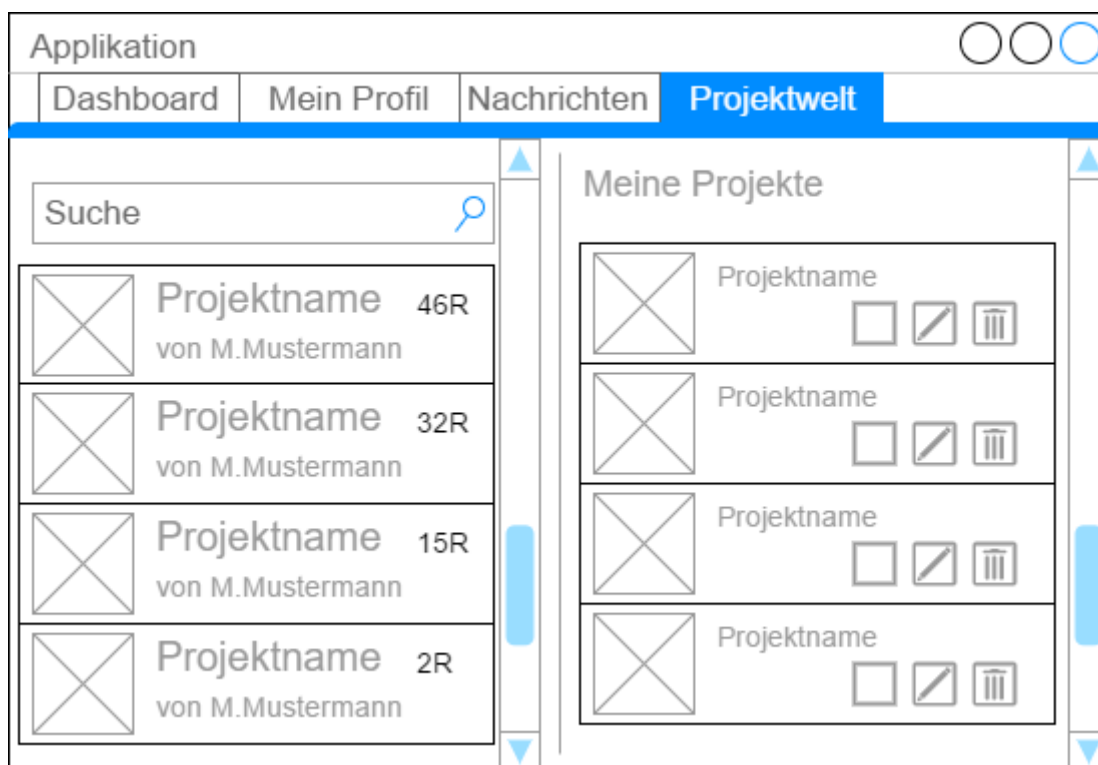 Applikation
Dashboard Mein Profil Nachrichten Projektwelt
Suche
Projektname 46R
von M.Mustermann
Projektname 32R
von M.Mustermann
Projektname 15R
von M.Mustermann
Projektname 2R
von M.Mustermann
Meine Projekte
Projektname
Projektname
Projektname
Projektname